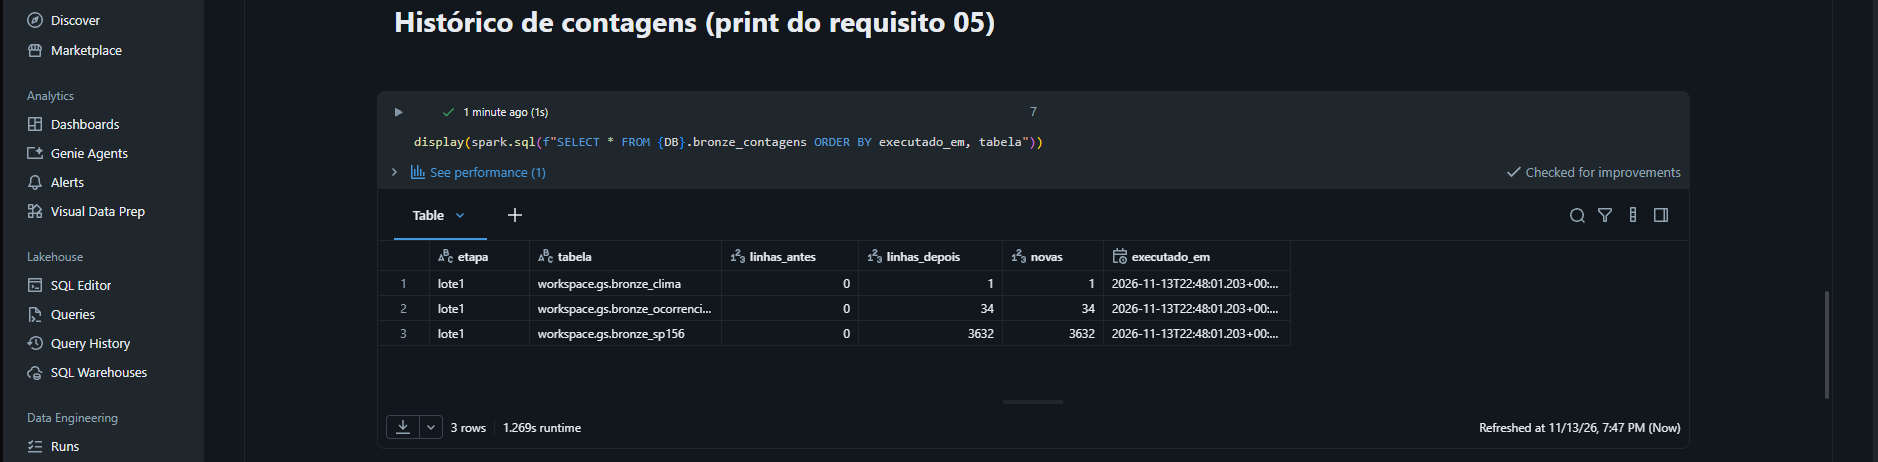 Discover
Marketplace
Analytics
Dashboards
Genie Agents
Alerts
Visual Data Prep
Lakehouse
SQL Editor
Queries
Query History
SQL Warehouses
Data Engineering
Runs
Histórico de contagens (print do requisito 05)
1 minute ago (1s)
7
display(spark.sql(f"SELECT * FROM {DB}.bronze_contagens ORDER BY executado_em, tabela"))
See performance (1)
Checked for improvements
Table
etapa tabela linhas_antes linhas_depois novas executado_em
1 lote1 workspace.gs.bronze_clima 0 1 1 2026-11-13T22:48:01.203+00:...
2 lote1 workspace.gs.bronze_ocorrenci... 0 34 34 2026-11-13T22:48:01.203+00:...
3 lote1 workspace.gs.bronze_sp156 0 3632 3632 2026-11-13T22:48:01.203+00:...
3 rows
1.269s runtime
Refreshed at 11/13/26, 7:47 PM (Now)